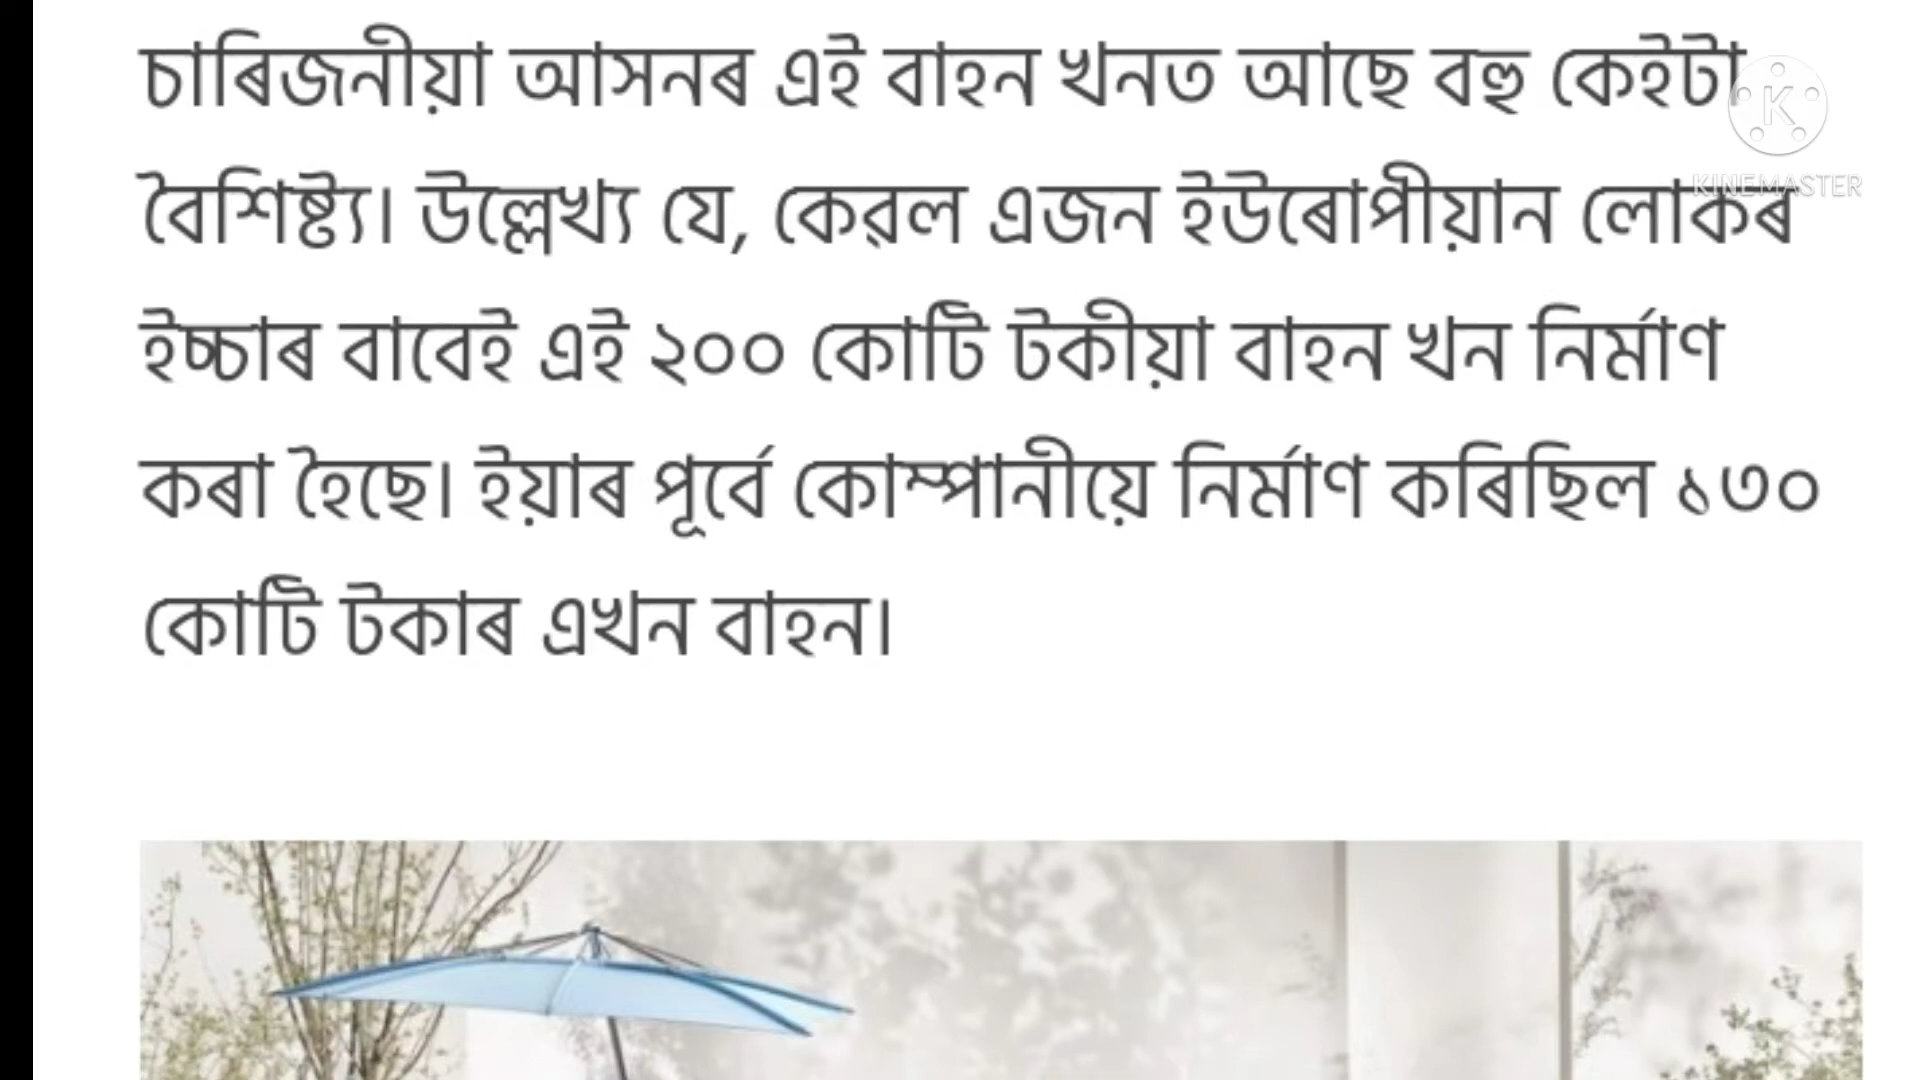 চাৰিজনীয়া আসনৰ এই বাহন খনত আছে বহু কেইটা
বৈশিষ্ট্য। উল্লেখ্য যে, কেৱল এজন ইউৰোপীয়ান লোকৰ
ইচ্চাৰ বাবেই এই ২০০ কোটি টকীয়া বাহন খন নিৰ্মাণ
কৰা হৈছে। ইয়াৰ পূৰ্বে কোম্পানীয়ে নিৰ্মাণ কৰিছিল ১৩০
কোটি টকাৰ এখন বাহন।
K
KINEMASTER